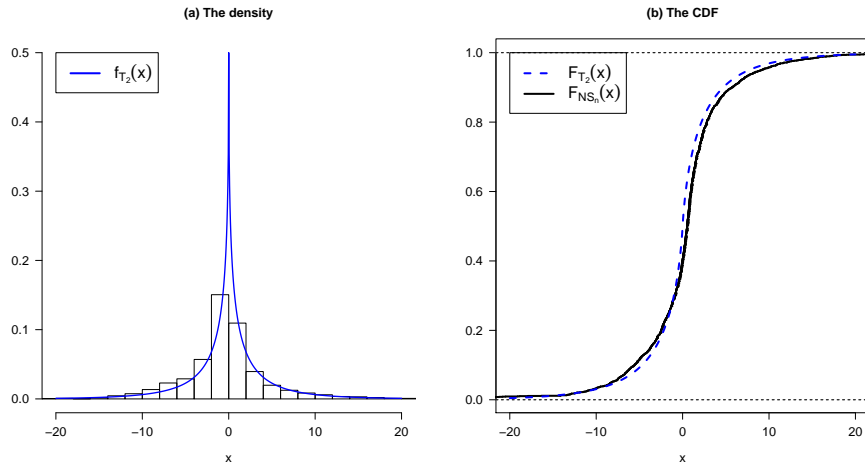 (a) The density
f_{T_2}(x)
0.5
0.4
0.3
0.2
0.1
0.0
−20 −10 0 10 20
x
(b) The CDF
F_{T_2}(x)
F_{NS_n}(x)
1.0
0.8
0.6
0.4
0.2
0.0
−20 −10 0 10 20
x